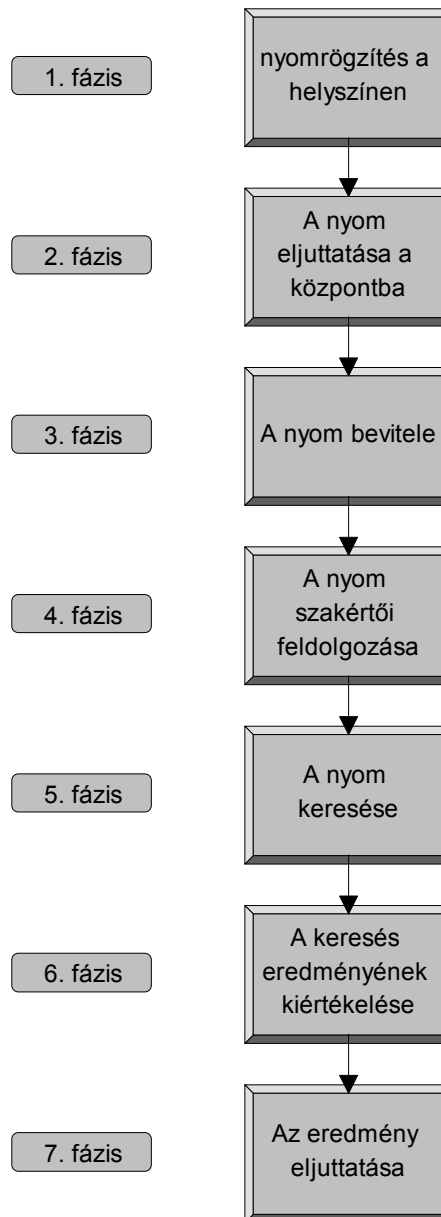 1. fázis
nyomrögzítés a
helyszínen
2. fázis
A nyom
eljuttatása a
központba
3. fázis
A nyom bevitele
4. fázis
A nyom
szakértői
feldolgozása
5. fázis
A nyom
keresése
6. fázis
A keresés
eredményének
kiértékelése
7. fázis
Az eredmény
eljuttatása